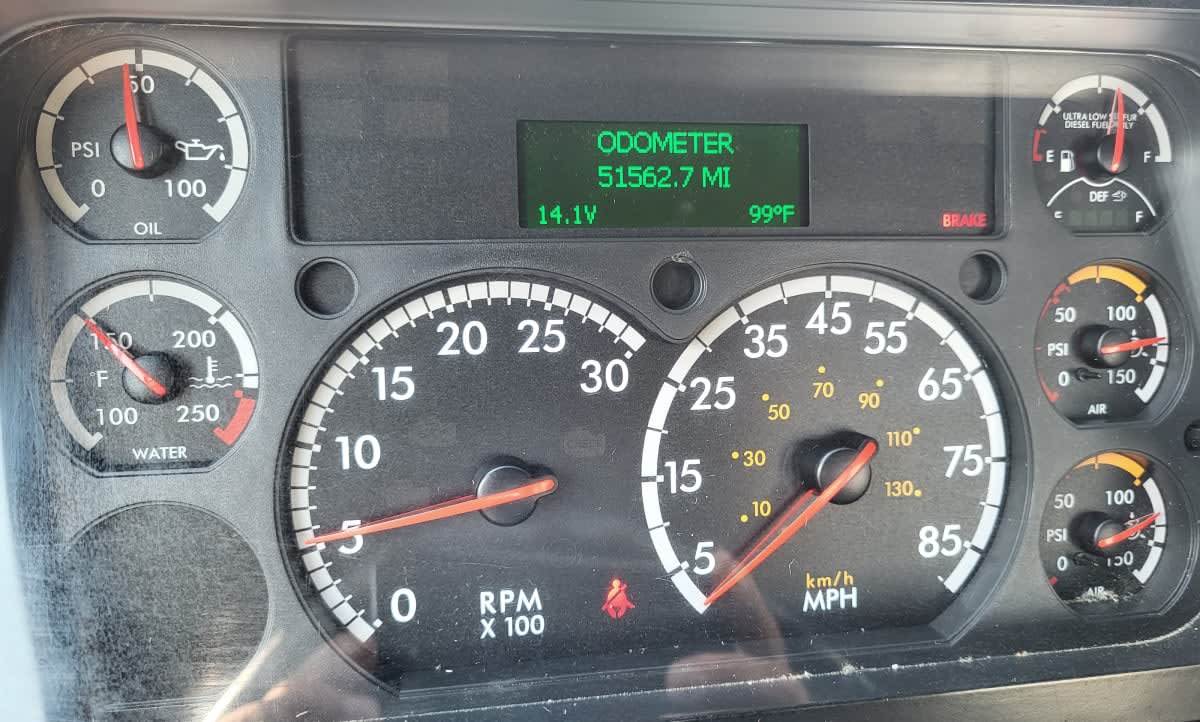 50
PSI
0 100
OIL
ODOMETER
51562.7 MI
14.1V 99°F
BRAKE
ULTRA LOW SULFUR
DIESEL FUEL ONLY
E F
DEF
F
150 200
°F
100 250
WATER
0 5 10 15 20 25 30
RPM
X 100
5 15 25 35 45 55 65 75 85
10 30 50 70 90 110 130
km/h
MPH
50 100
PSI
0 150
AIR
50 100
PSI
0 150
AIR